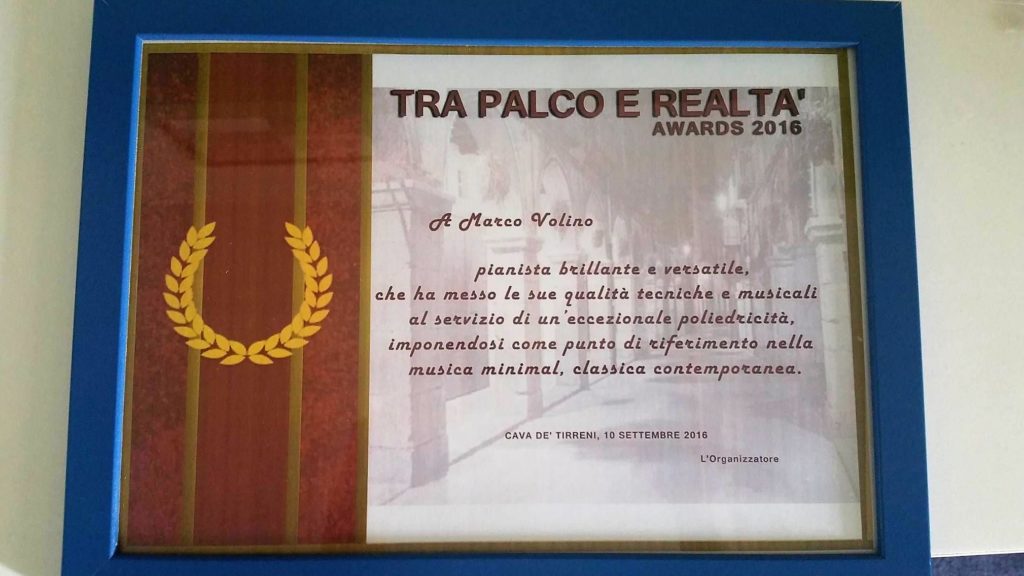 TRA PALCO E REALTA'
AWARDS 2016
A Marco Volino
pianista brillante e versatile,
che ha messo le sue qualità tecniche e musicali
al servizio di un'eccezionale poliedricità,
imponendosi come punto di riferimento nella
musica minimal, classica contemporanea.
CAVA DE' TIRRENI, 10 SETTEMBRE 2016
L'Organizzatore